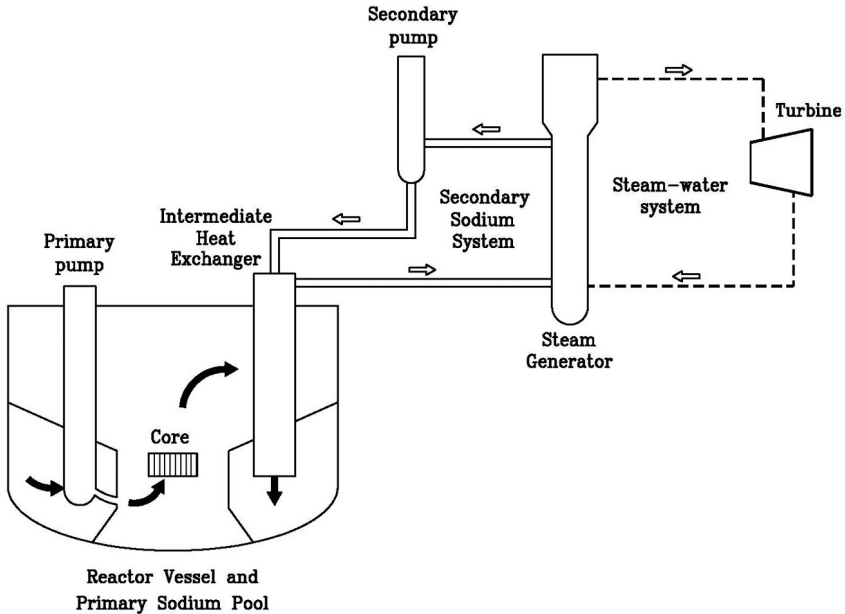 Secondary
pump
Turbine
Steam-water
system
Secondary
Sodium
System
Intermediate
Heat
Exchanger
Primary
pump
Steam
Generator
Core
Reactor Vessel and
Primary Sodium Pool